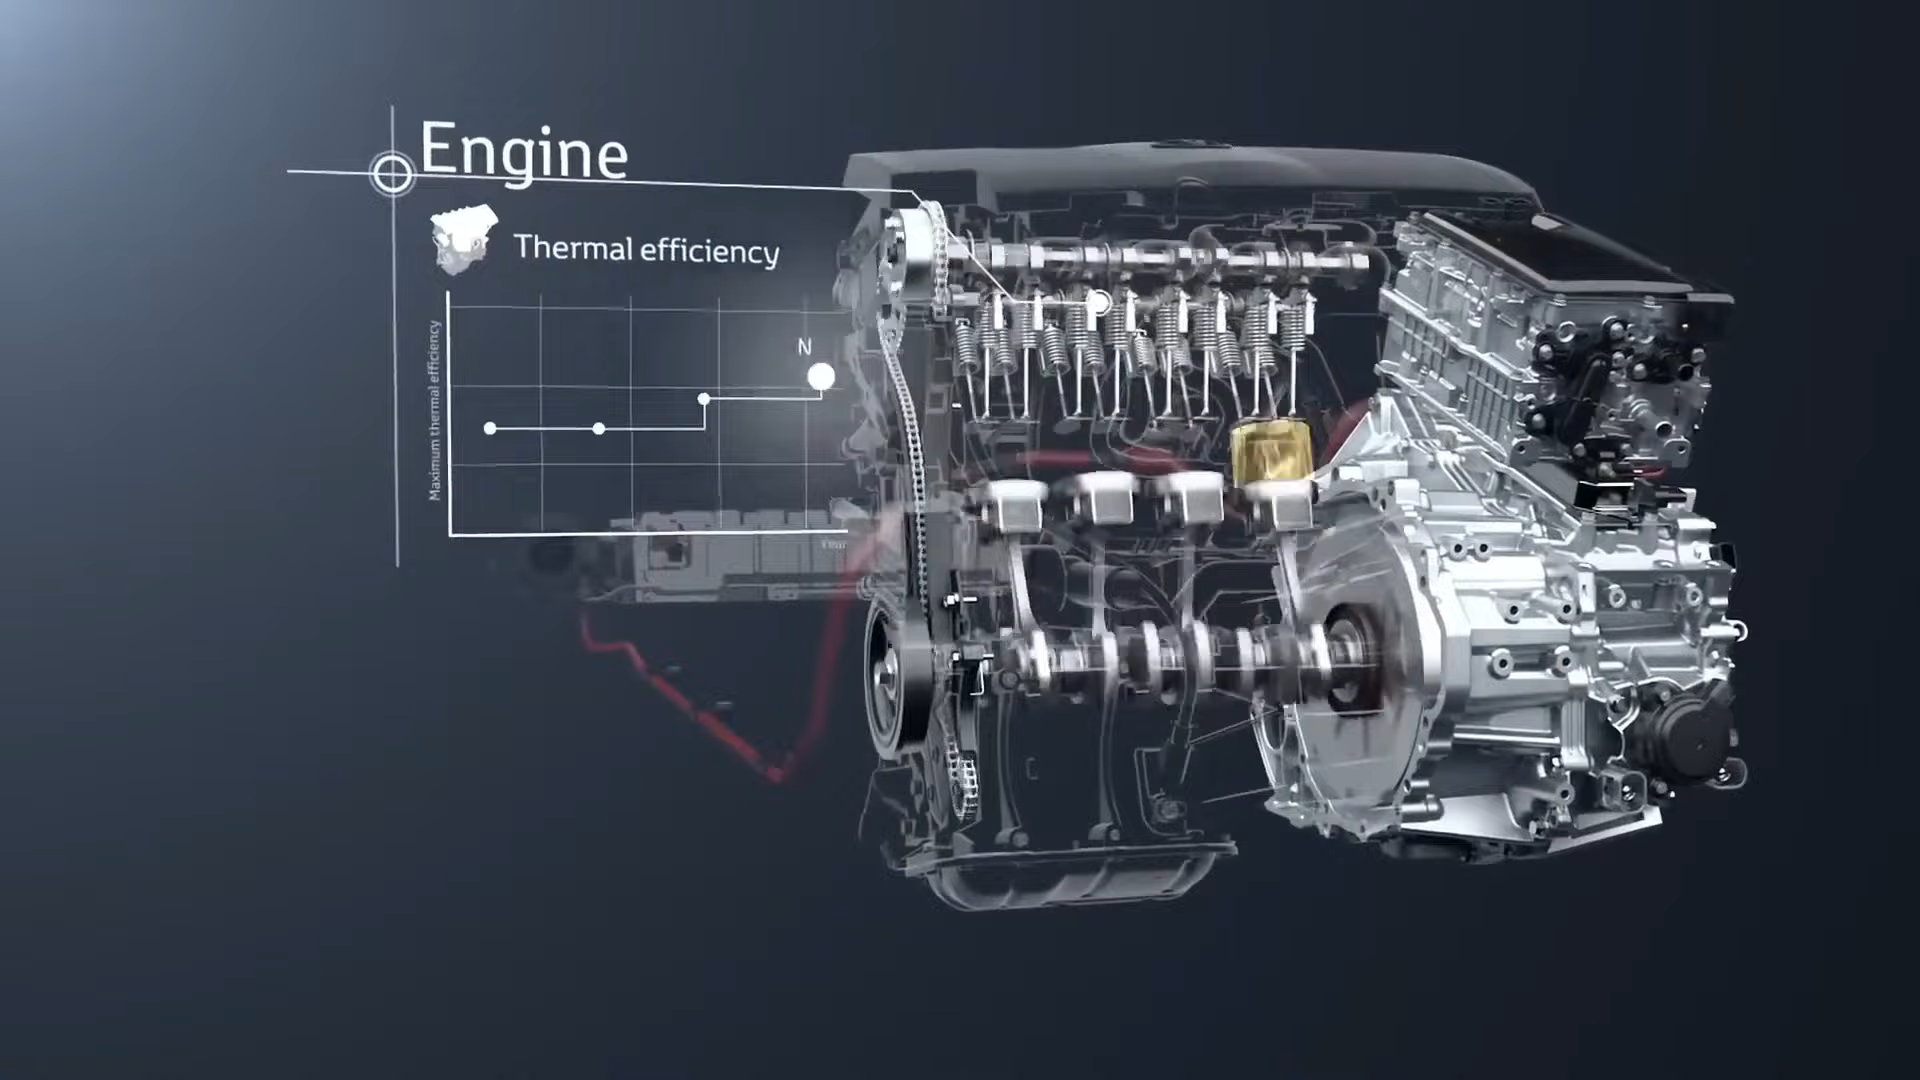 Engine
Thermal efficiency
N
Maximum thermal efficiency